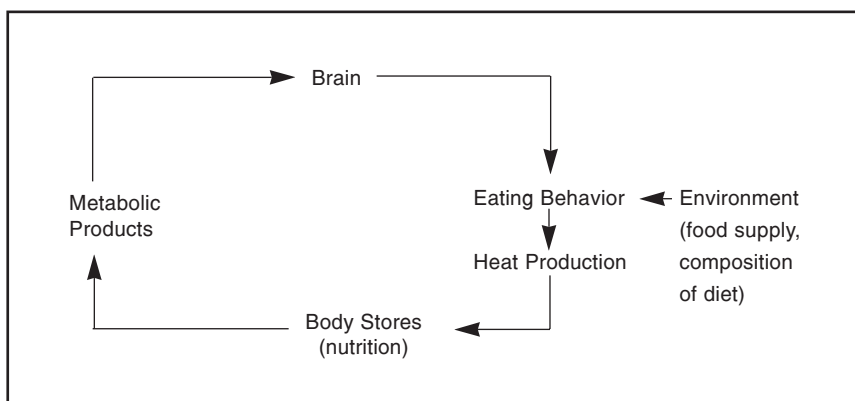 Brain
Eating Behavior
Environment
(food supply,
composition
of diet)
Metabolic
Products
Heat Production
Body Stores
(nutrition)